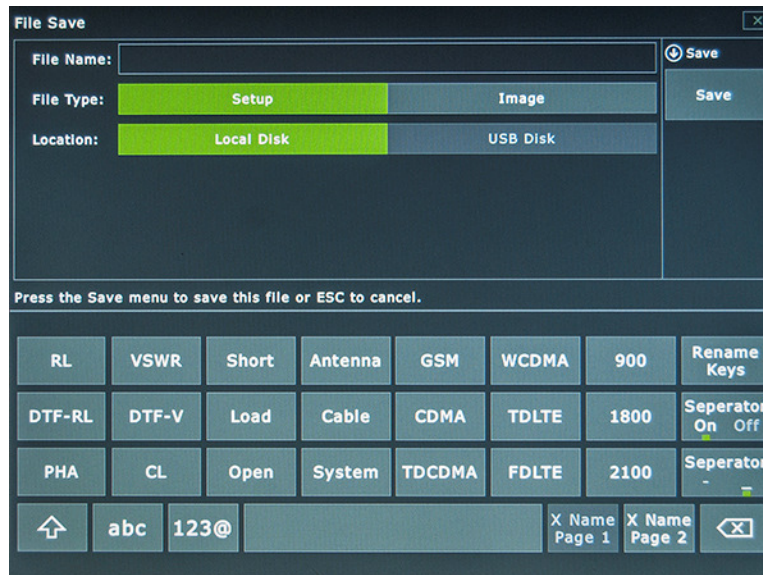 File Save
File Name:
Save
File Type: Setup Image
Save
Location: Local Disk USB Disk
Press the Save menu to save this file or ESC to cancel.
RL VSWR Short Antenna GSM WCDMA 900 Rename Keys
DTF-RL DTF-V Load Cable CDMA TDLTE 1800 Seperator On Off
PHA CL Open System TDCDMA FDLTE 2100 Seperator - _
abc 123@ X Name Page 1 X Name Page 2